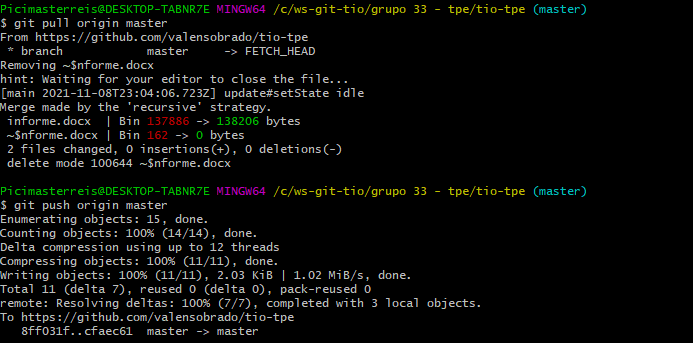 Picimasterreis@DESKTOP-TABNR7E MINGW64 /c/ws-git-tio/grupo 33 - tpe/tio-tpe (master)
$ git pull origin master
From https://github.com/valensobrado/tio-tpe
 * branch            master     -> FETCH_HEAD
Removing ~$nforme.docx
hint: Waiting for your editor to close the file...
[main 2021-11-08T23:04:06.723Z] update#setState idle
Merge made by the 'recursive' strategy.
 informe.docx  | Bin 137886 -> 138206 bytes
 ~$nforme.docx | Bin 162 -> 0 bytes
 2 files changed, 0 insertions(+), 0 deletions(-)
 delete mode 100644 ~$nforme.docx
Picimasterreis@DESKTOP-TABNR7E MINGW64 /c/ws-git-tio/grupo 33 - tpe/tio-tpe (master)
$ git push origin master
Enumerating objects: 15, done.
Counting objects: 100% (14/14), done.
Delta compression using up to 12 threads
Compressing objects: 100% (11/11), done.
Writing objects: 100% (11/11), 2.03 KiB | 1.02 MiB/s, done.
Total 11 (delta 7), reused 0 (delta 0), pack-reused 0
remote: Resolving deltas: 100% (7/7), completed with 3 local objects.
To https://github.com/valensobrado/tio-tpe
   8ff031f..cfaec61  master -> master